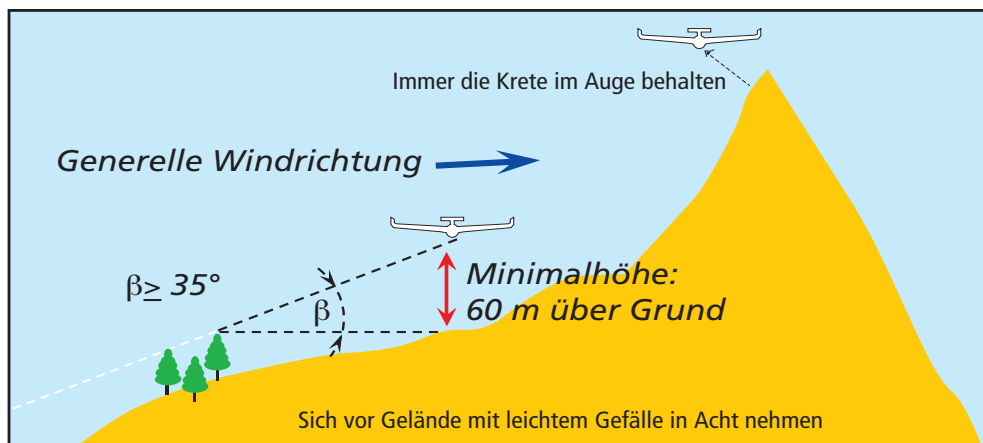 Immer die Krete im Auge behalten
Generelle Windrichtung
β≥ 35°
β
Minimalhöhe:
60 m über Grund
Sich vor Gelände mit leichtem Gefälle in Acht nehmen